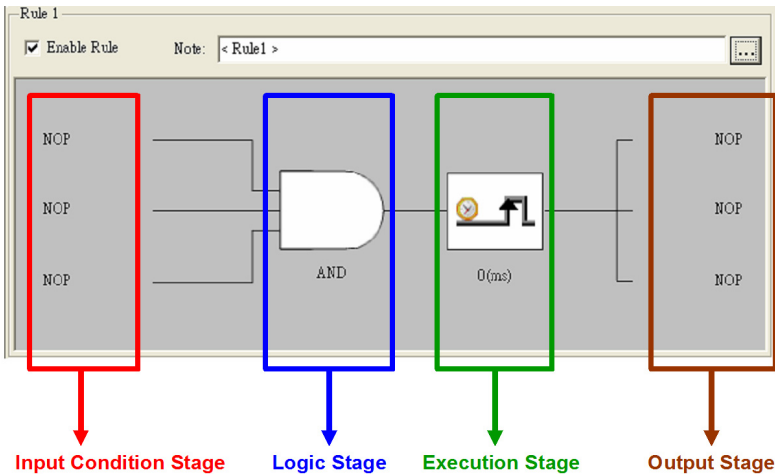 Rule 1
Enable Rule Note: < Rule1 > ...
NOP NOP
NOP NOP
AND 0(ms)
NOP NOP
Input Condition Stage Logic Stage Execution Stage Output Stage